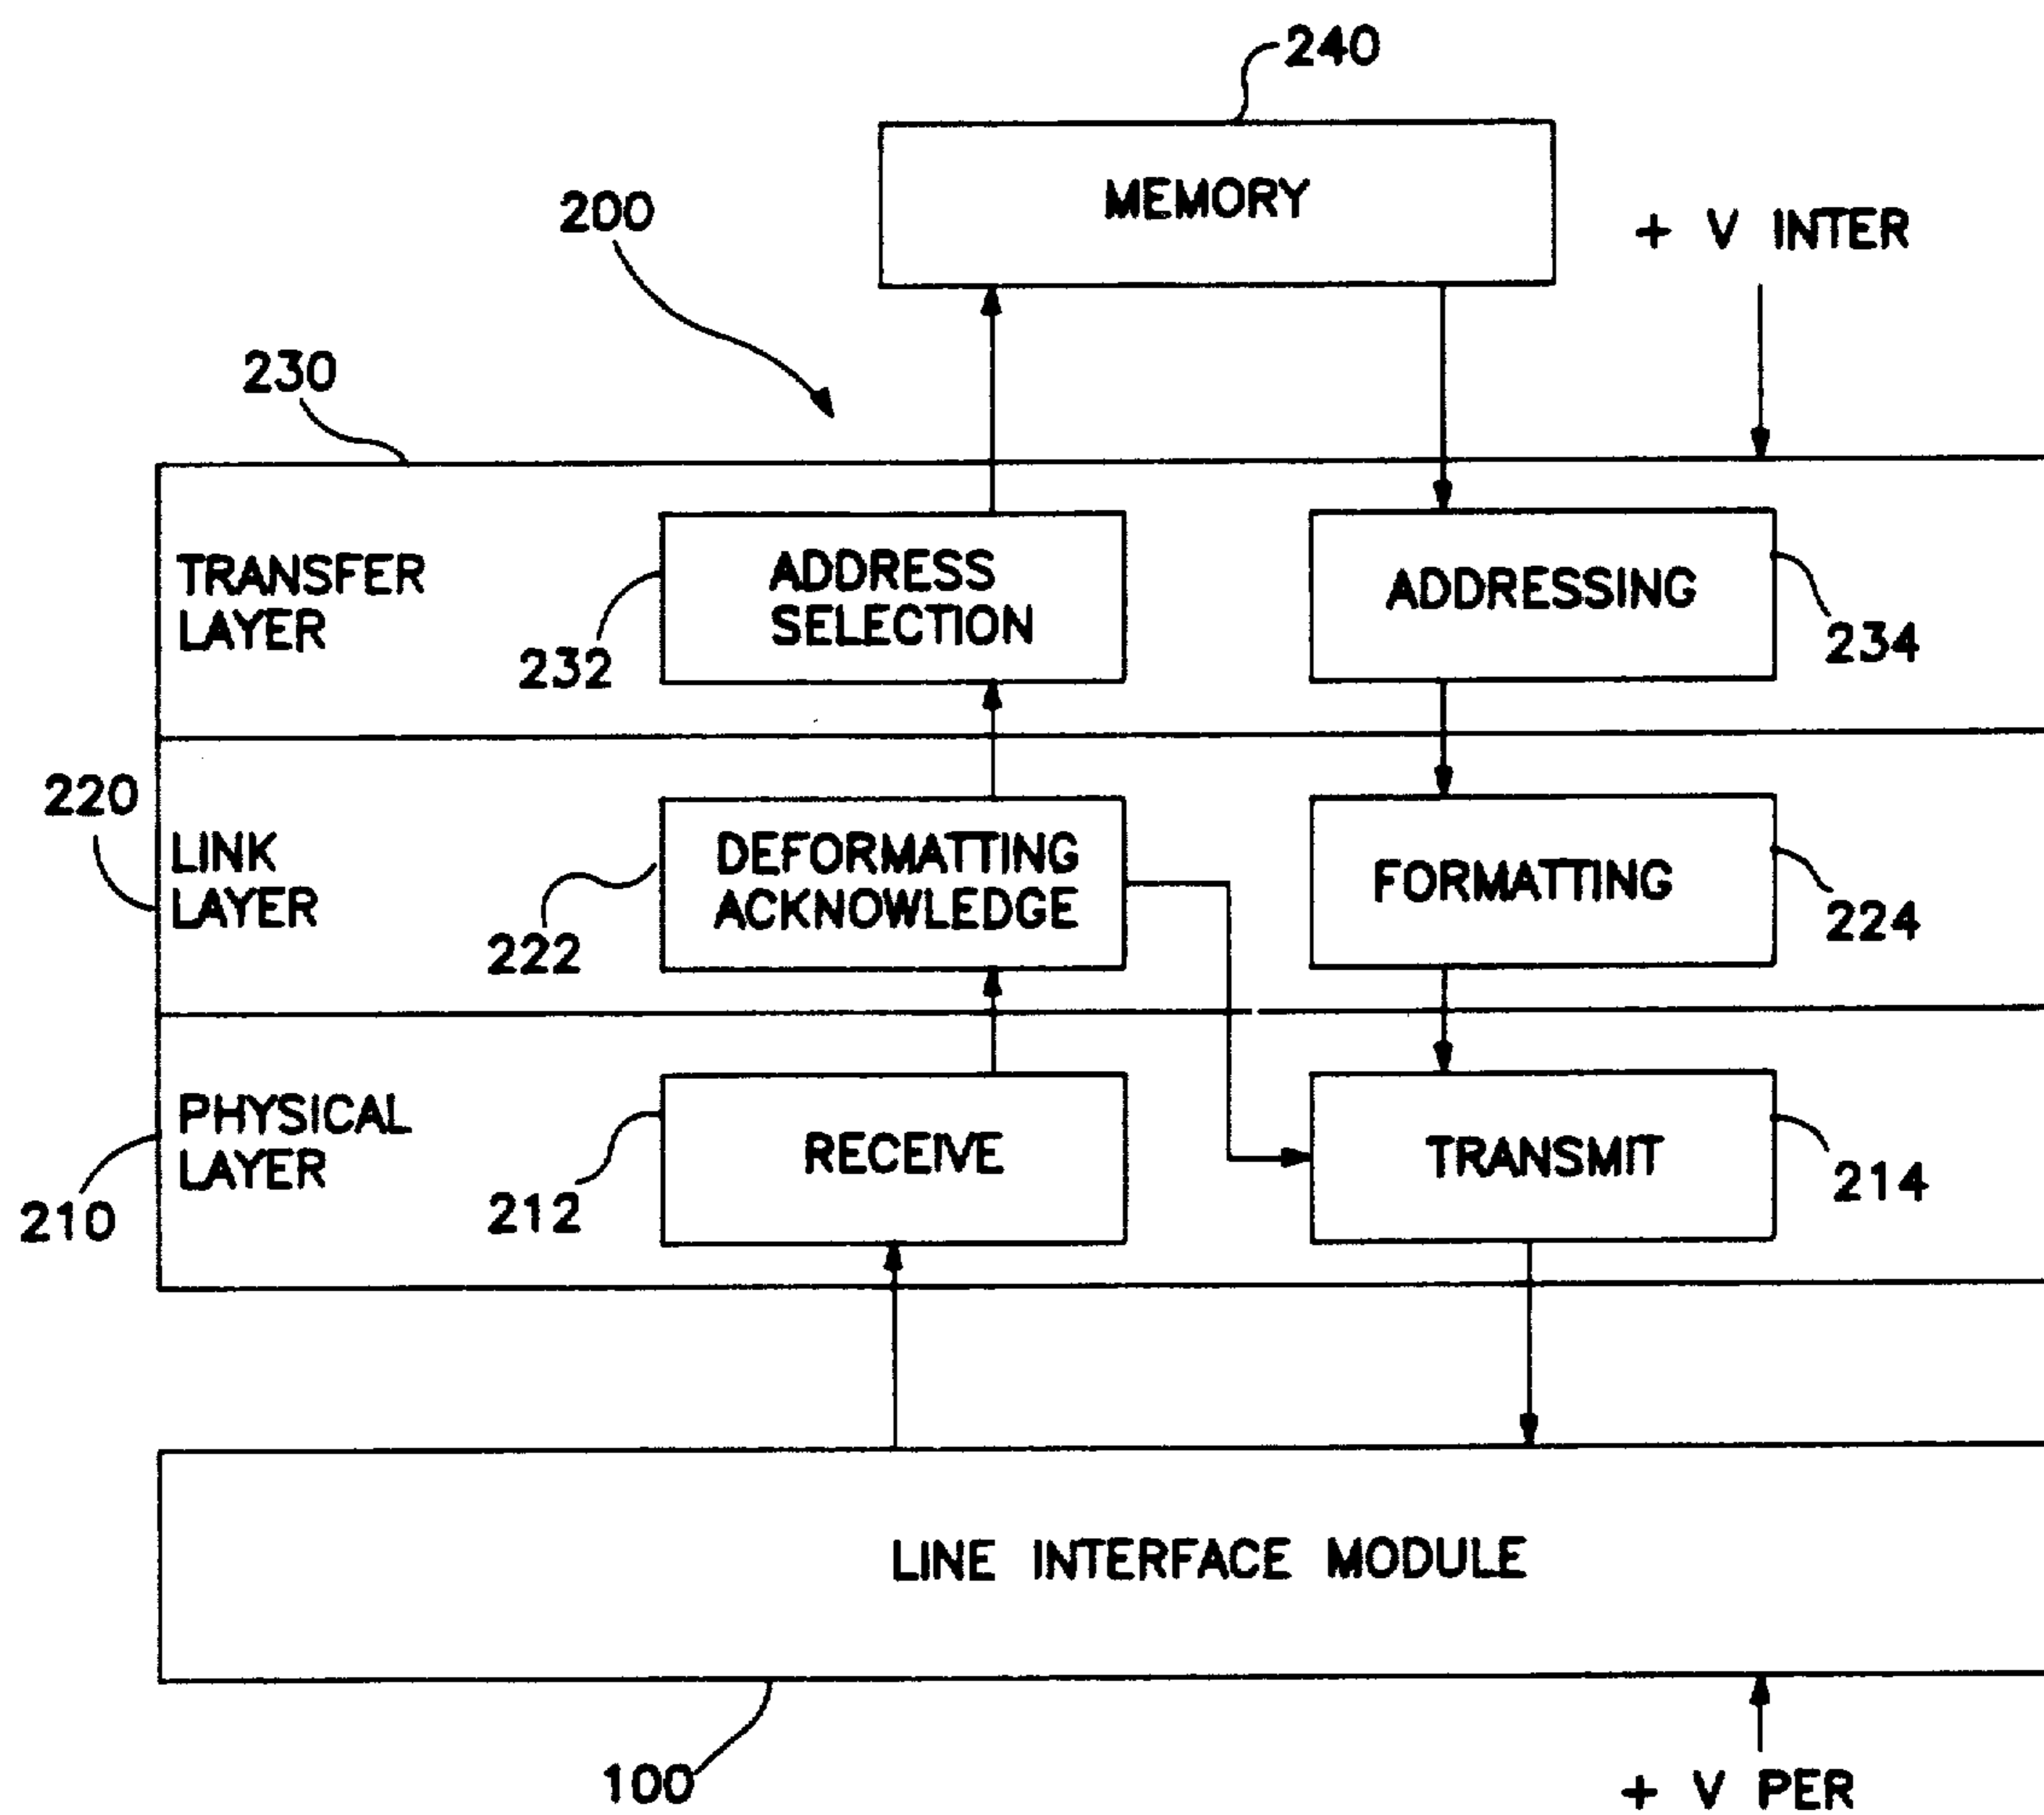 240
MEMORY
200
+ V INTER
230
TRANSFER
LAYER
ADDRESS
SELECTION
232
ADDRESSING
234
220
LINK
LAYER
DEFORMATTING
ACKNOWLEDGE
222
FORMATTING
224
PHYSICAL
LAYER
210
RECEIVE
212
TRANSMIT
214
LINE INTERFACE MODULE
100
+ V PER